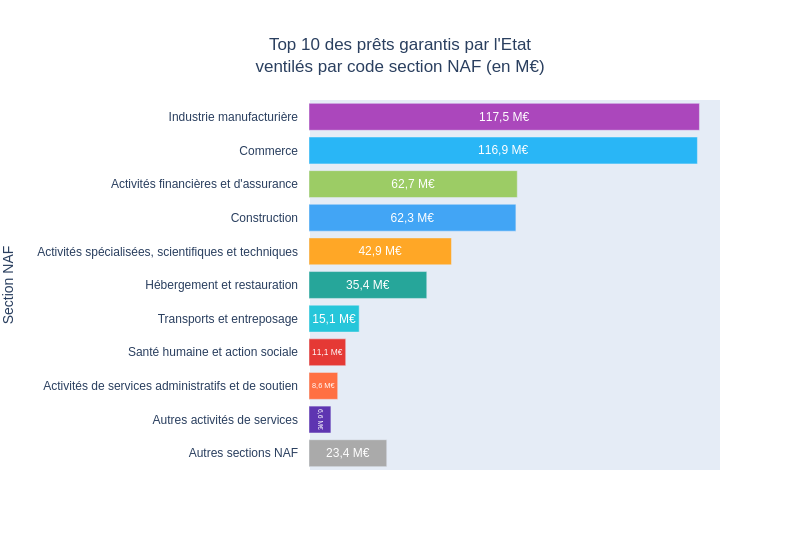 Top 10 des prêts garantis par l'Etat
ventilés par code section NAF (en M€)
Section NAF
Industrie manufacturière 117,5 M€
Commerce 116,9 M€
Activités financières et d'assurance 62,7 M€
Construction 62,3 M€
Activités spécialisées, scientifiques et techniques 42,9 M€
Hébergement et restauration 35,4 M€
Transports et entreposage 15,1 M€
Santé humaine et action sociale 11,1 M€
Activités de services administratifs et de soutien 8,6 M€
Autres activités de services 6,6 M€
Autres sections NAF 23,4 M€